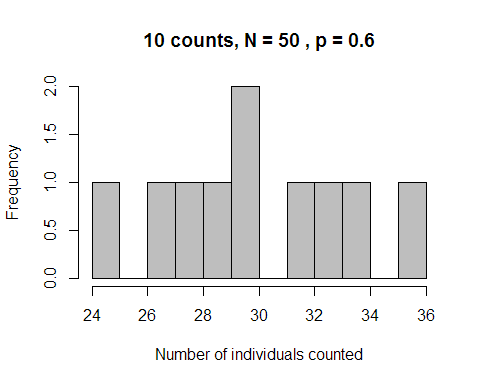 10 counts, N = 50 , p = 0.6
Frequency
2.0
1.5
1.0
0.5
0.0
24 26 28 30 32 34 36
Number of individuals counted